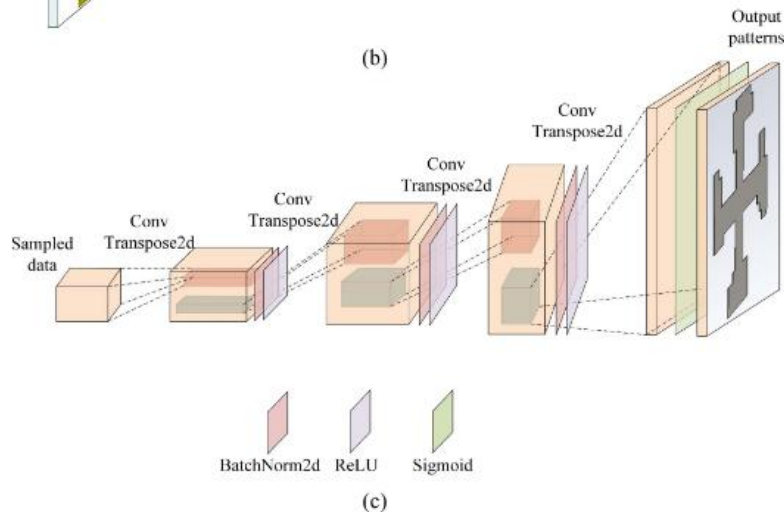 (b)
Output
patterns
Conv
Transpose2d
Conv
Transpose2d
Conv
Transpose2d
Conv
Transpose2d
Sampled
data
BatchNorm2d ReLU Sigmoid
(c)